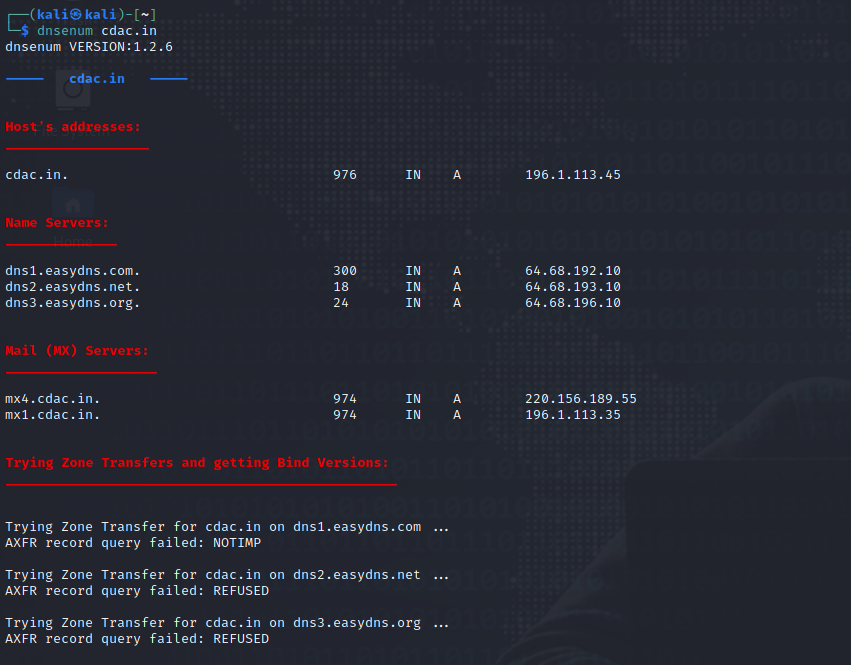 (kali㉿kali)-[~]
$ dnsenum cdac.in
dnsenum VERSION:1.2.6
----- cdac.in -----
Host's addresses:
cdac.in. 976 IN A 196.1.113.45
Name Servers:
dns1.easydns.com. 300 IN A 64.68.192.10
dns2.easydns.net. 18 IN A 64.68.193.10
dns3.easydns.org. 24 IN A 64.68.196.10
Mail (MX) Servers:
mx4.cdac.in. 974 IN A 220.156.189.55
mx1.cdac.in. 974 IN A 196.1.113.35
Trying Zone Transfers and getting Bind Versions:
Trying Zone Transfer for cdac.in on dns1.easydns.com ...
AXFR record query failed: NOTIMP
Trying Zone Transfer for cdac.in on dns2.easydns.net ...
AXFR record query failed: REFUSED
Trying Zone Transfer for cdac.in on dns3.easydns.org ...
AXFR record query failed: REFUSED